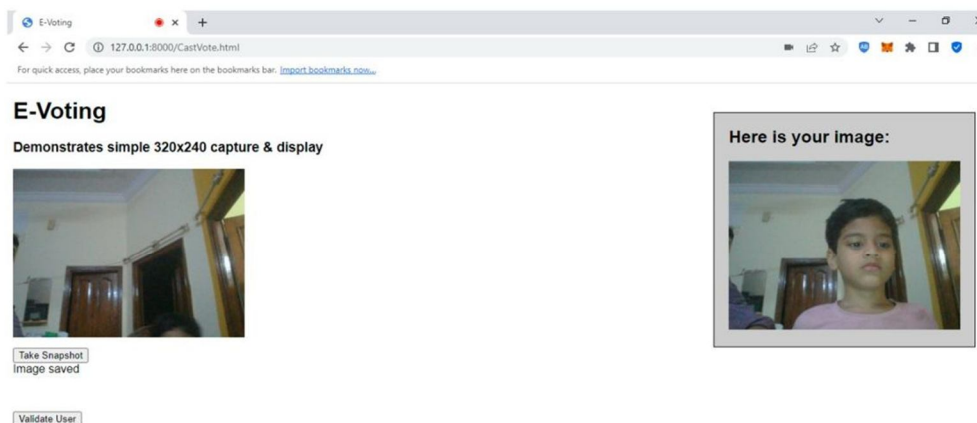 E-Voting
127.0.0.1:8000/CastVote.html
For quick access, place your bookmarks here on the bookmarks bar. Import bookmarks now...
E-Voting
Demonstrates simple 320x240 capture & display
Here is your image:
Take Snapshot
Image saved
Validate User